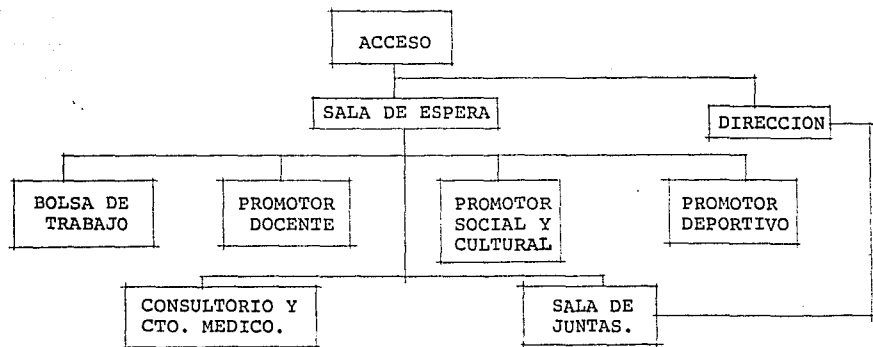 ACCESO
SALA DE ESPERA
DIRECCION
BOLSA DE
TRABAJO
PROMOTOR
DOCENTE
PROMOTOR
SOCIAL Y
CULTURAL
PROMOTOR
DEPORTIVO
CONSULTORIO Y
CTO. MEDICO.
SALA DE
JUNTAS.